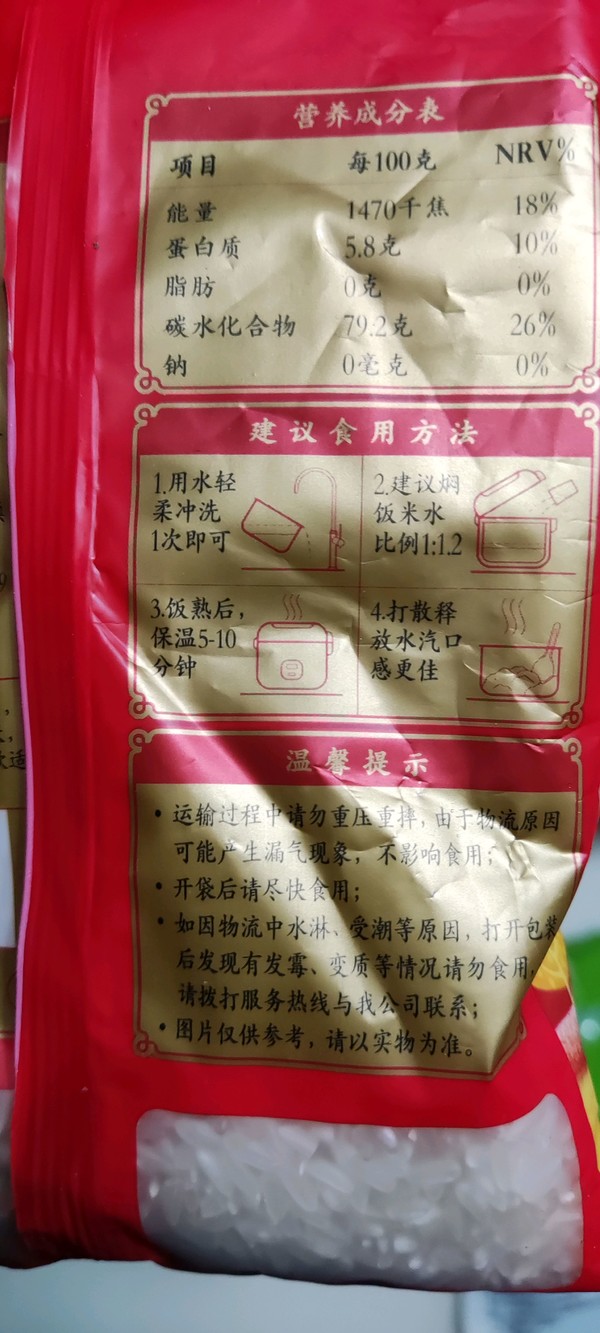 营养成分表
项目 每100克 NRV%
能量 1470千焦 18%
蛋白质 5.8克 10%
脂肪 0克 0%
碳水化合物 79.2克 26%
钠 0毫克 0%
建议食用方法
1.用水轻
柔冲洗
1次即可
2.建议焖
饭米水
比例1:1.2
3.饭熟后，
保温5-10
分钟
4.打散释
放水汽口
感更佳
温馨提示
• 运输过程中请勿重压重摔，由于物流原因
可能产生漏气现象，不影响食用；
• 开袋后请尽快食用；
• 如因物流中水淋、受潮等原因，打开包装
后发现有发霉、变质等情况请勿食用，
请拨打服务热线与我公司联系；
• 图片仅供参考，请以实物为准。